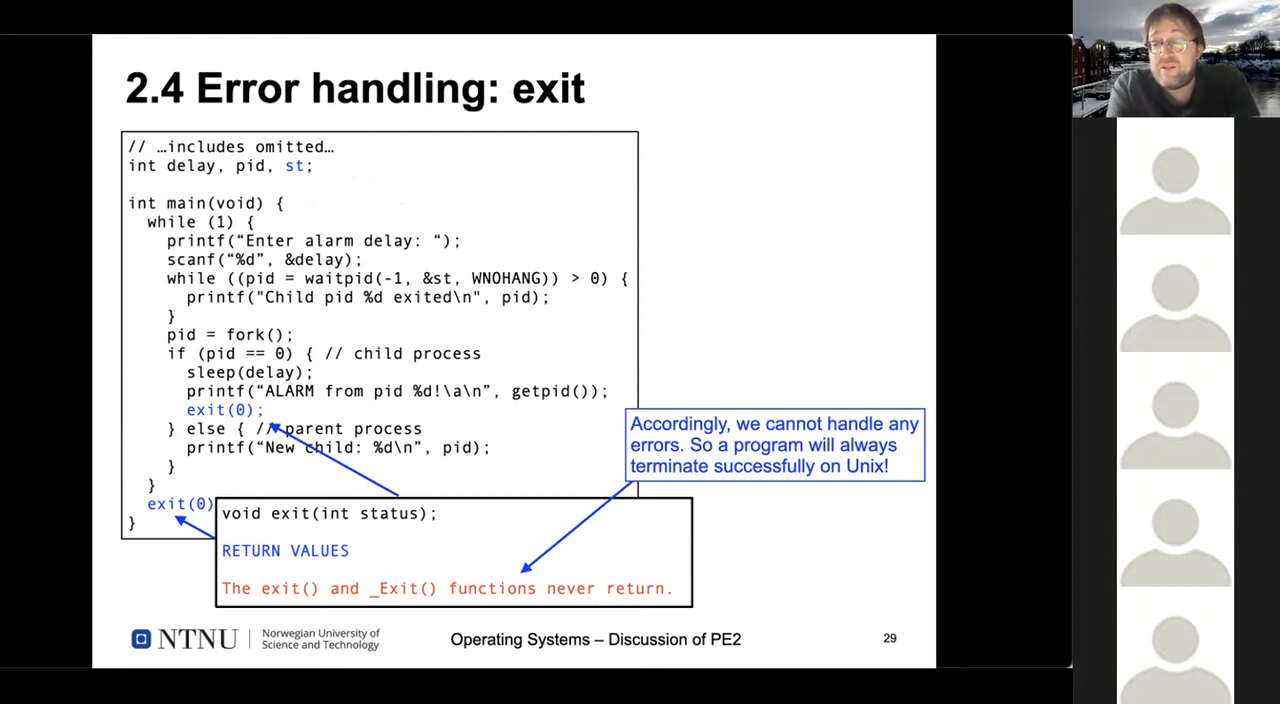 2.4 Error handling: exit
// …includes omitted…
int delay, pid, st;
int main(void) {
while (1) {
printf(“Enter alarm delay: “);
scanf(“%d”, &delay);
while ((pid = waitpid(-1, &st, WNOHANG)) > 0) {
printf("Child pid %d exited\n", pid);
}
pid = fork();
if (pid == 0) { // child process
sleep(delay);
printf(“ALARM from pid %d!\a\n”, getpid());
exit(0);
} else { // parent process
printf(“New child: %d\n”, pid);
}
}
exit(0)
}
Accordingly, we cannot handle any
errors. So a program will always
terminate successfully on Unix!
void exit(int status);
RETURN VALUES
The exit() and _Exit() functions never return.
NTNU
Norwegian University of
Science and Technology
Operating Systems – Discussion of PE2
29